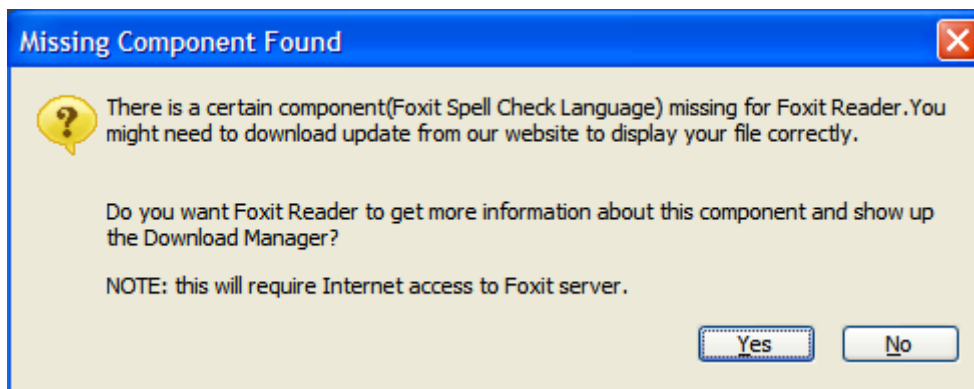 Missing Component Found
There is a certain component(Foxit Spell Check Language) missing for Foxit Reader.You
might need to download update from our website to display your file correctly.
Do you want Foxit Reader to get more information about this component and show up
the Download Manager?
NOTE: this will require Internet access to Foxit server.
Yes No